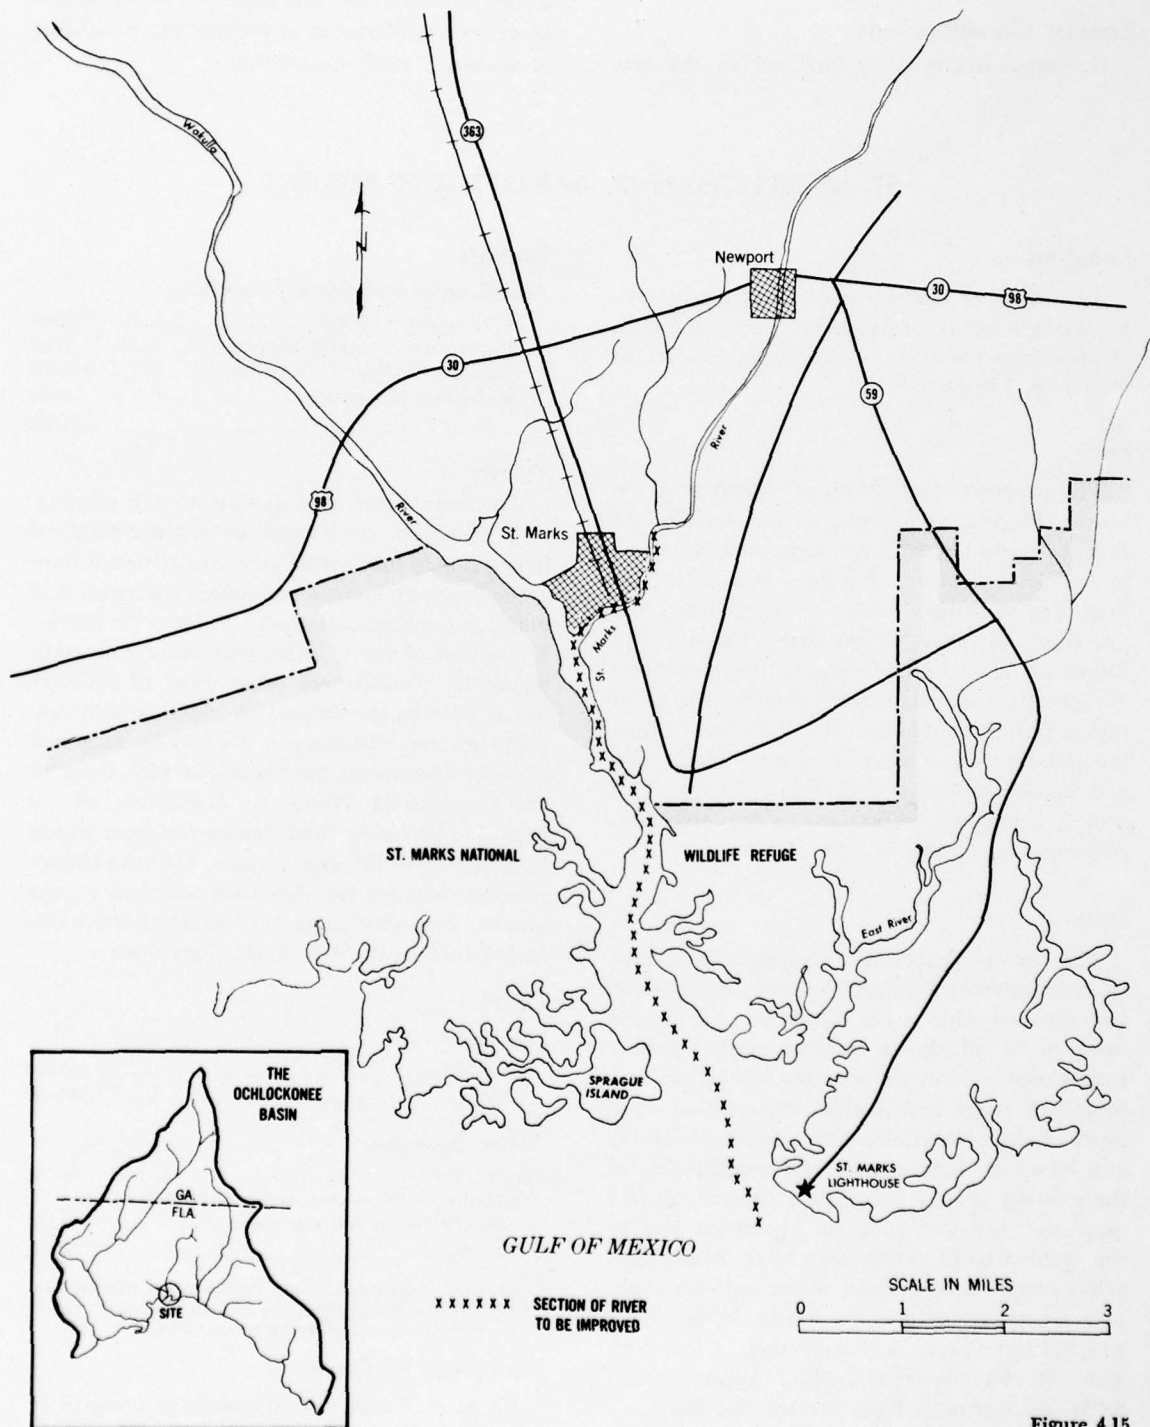 Wakulla
363
N
Newport
30
98
30
59
River
98
River
St. Marks
Marks
St.
ST. MARKS NATIONAL WILDLIFE REFUGE
East River
SPRAGUE
ISLAND
THE
OCHLOCKONEE
BASIN
GA.
FLA.
SITE
ST. MARKS
LIGHTHOUSE
GULF OF MEXICO
x x x x x x SECTION OF RIVER
TO BE IMPROVED
SCALE IN MILES
0 1 2 3
Figure 4.15